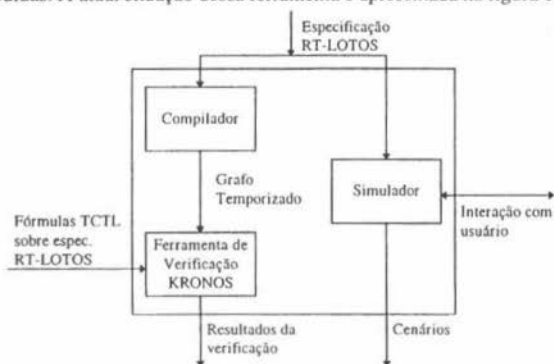 Especificação
RT-LOTOS
Compilador
Grafo
Temporizado
Simulador
Interação com
usuário
Fórmulas TCTL
sobre espec.
RT-LOTOS
Ferramenta de
Verificação
KRONOS
Resultados da
verificação
Cenários